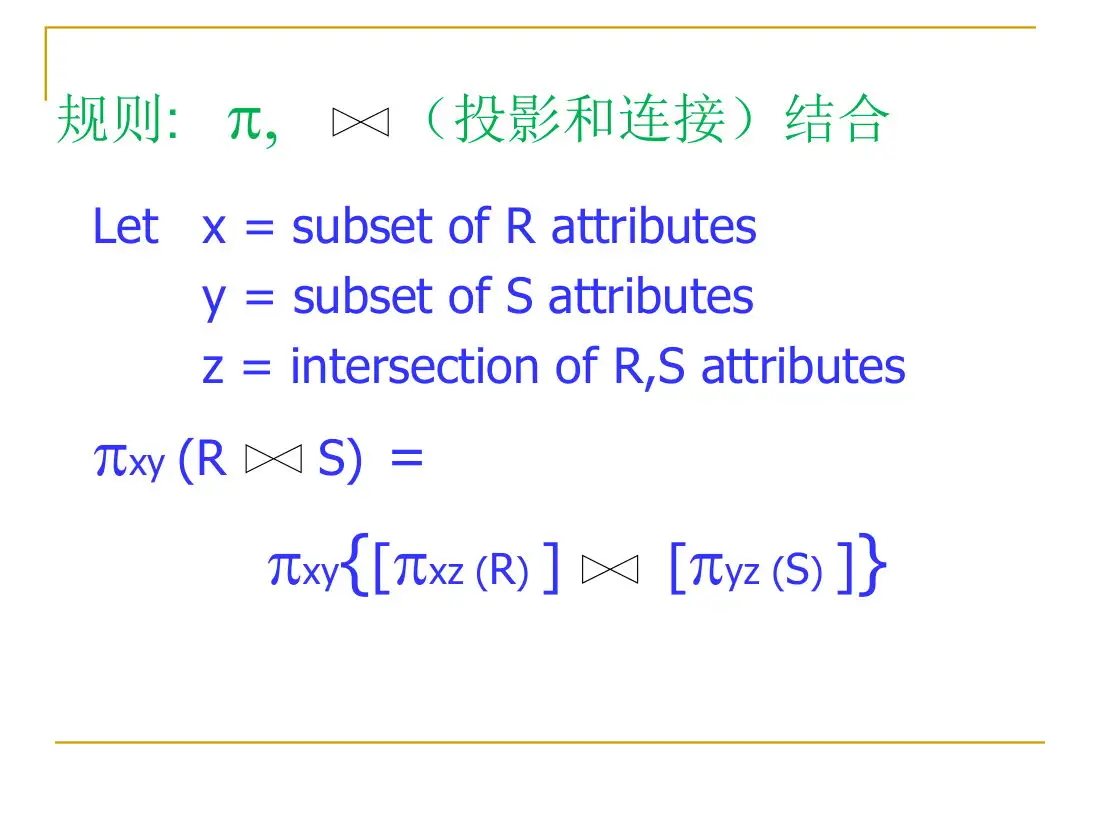 规则: π, ⋈（投影和连接）结合
Let x = subset of R attributes
y = subset of S attributes
z = intersection of R,S attributes
πxy (R ⋈ S) =
πxy{[πxz (R) ] ⋈ [πyz (S) ]}